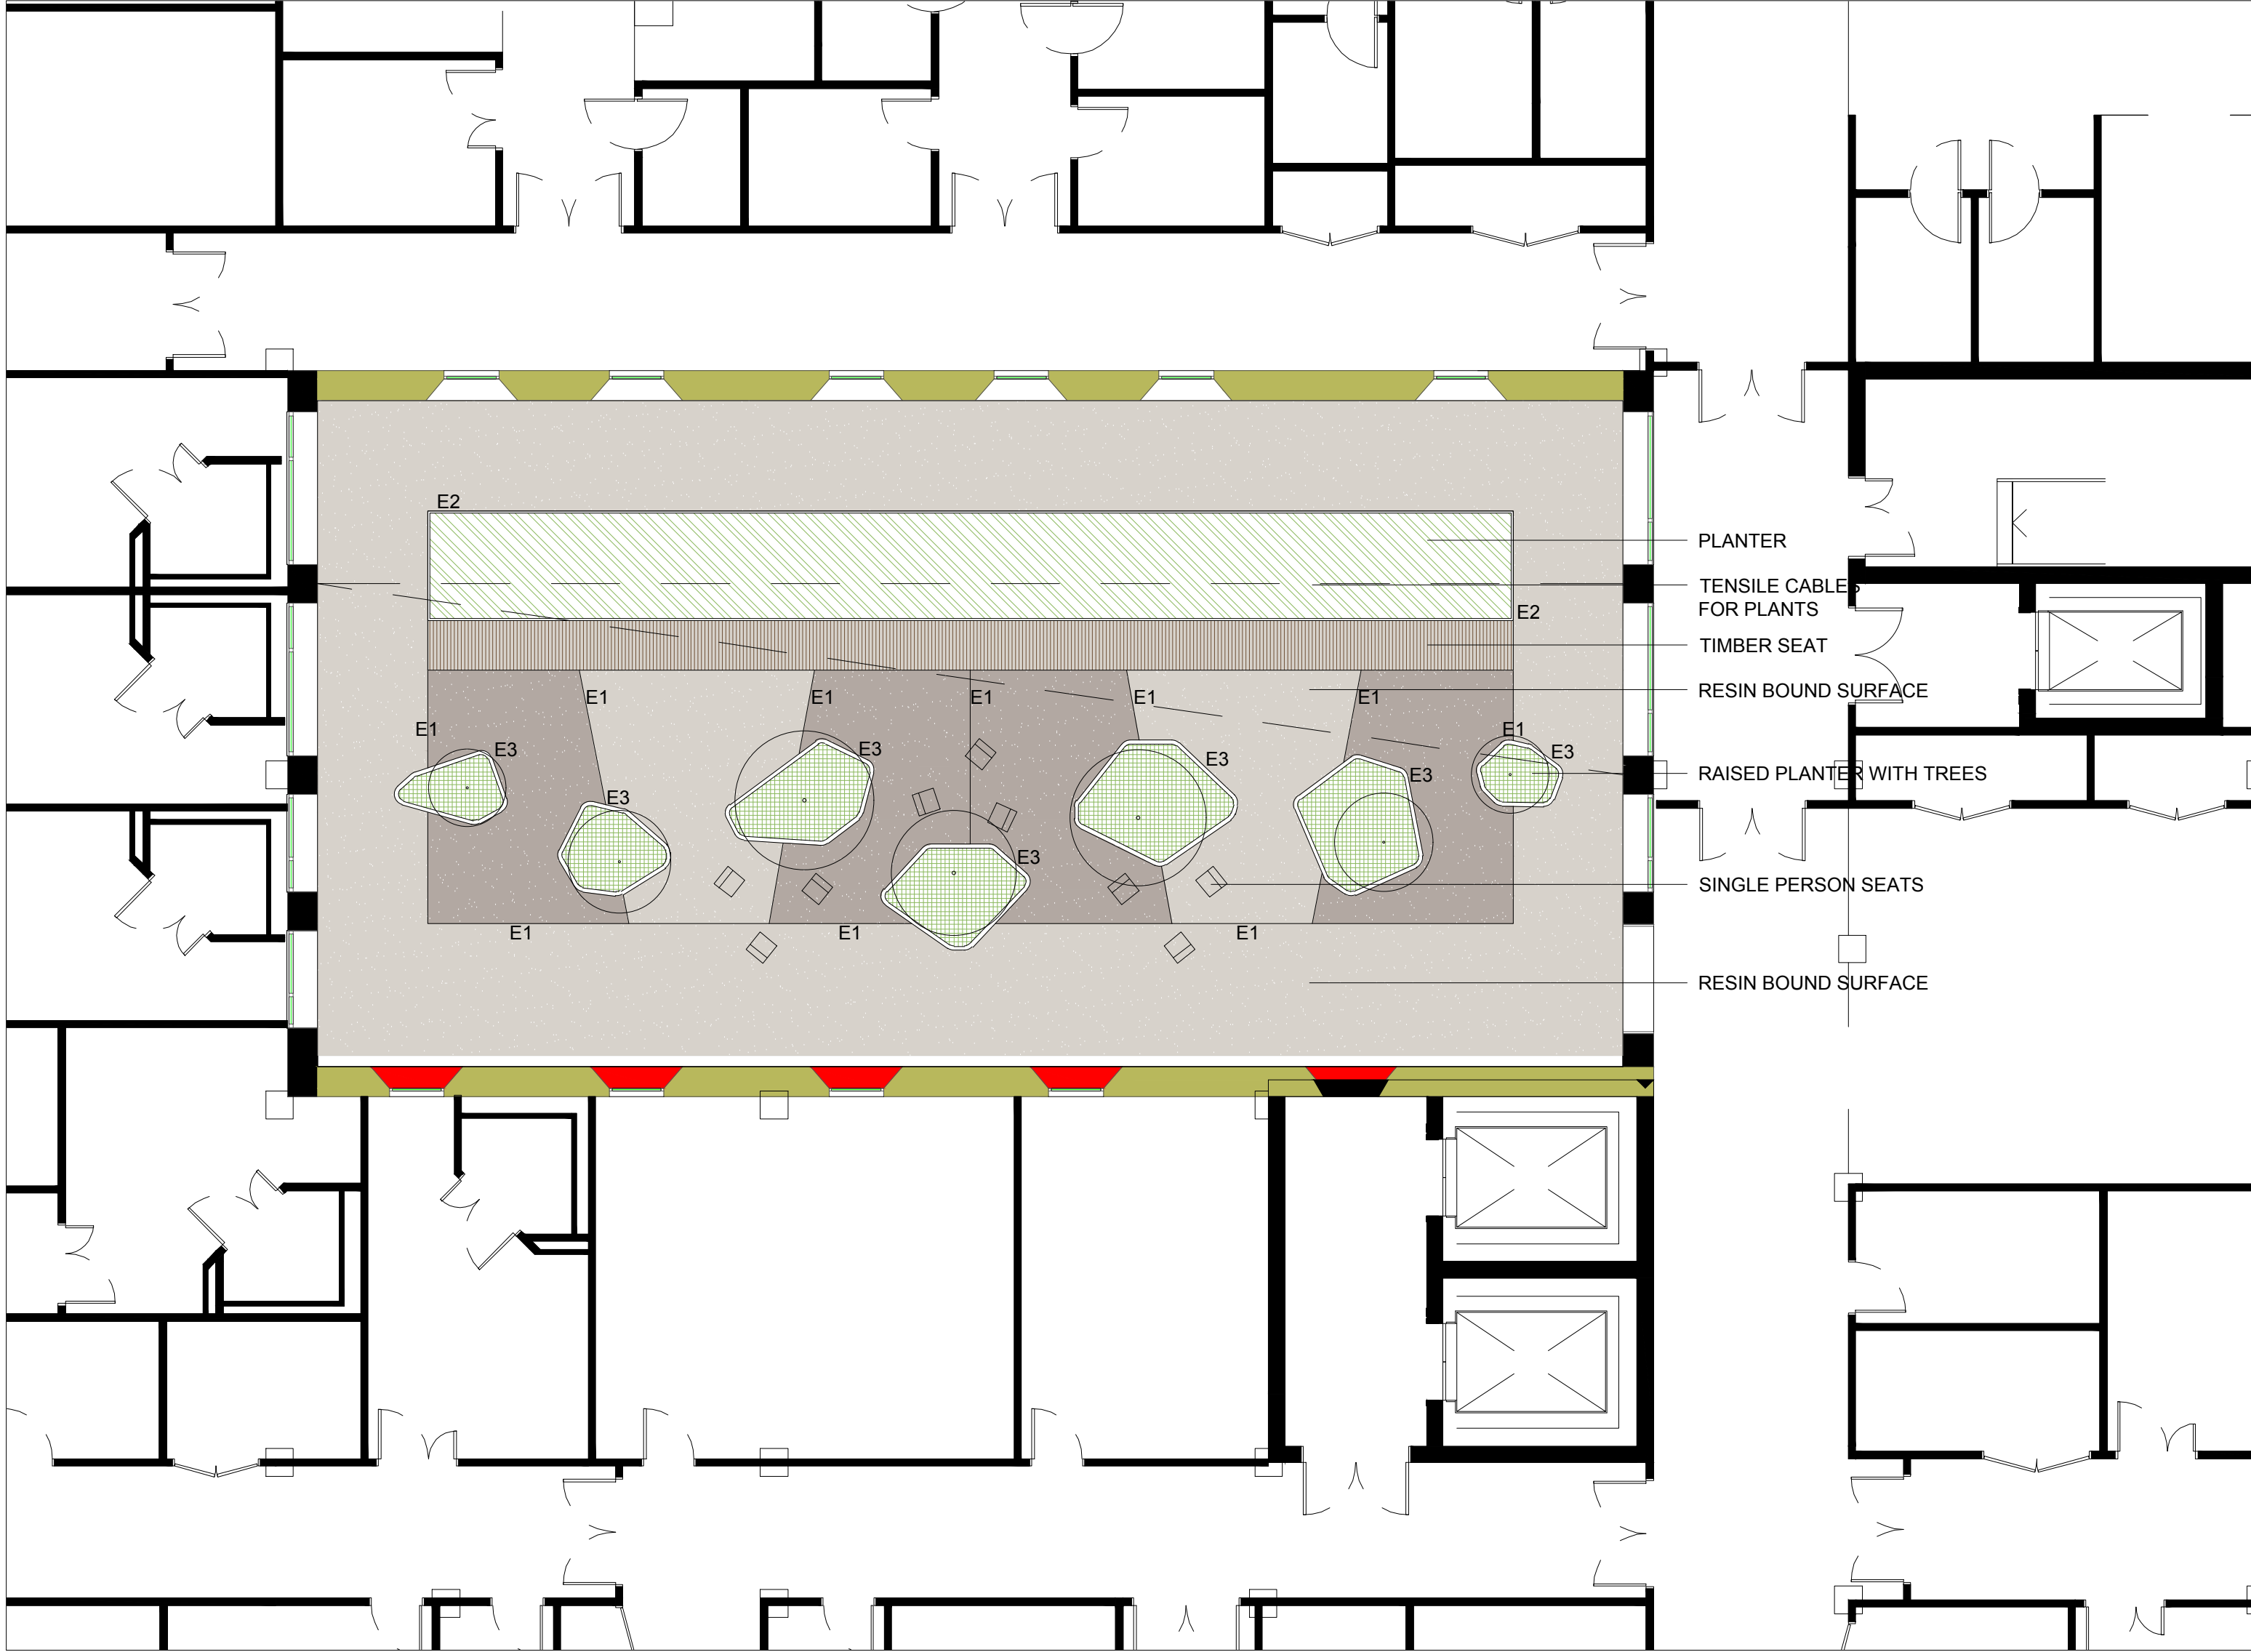 E2
PLANTER
TENSILE CABLES
FOR PLANTS
E2
TIMBER SEAT
RESIN BOUND SURFACE
E1
E1
E1
E1
E1
E1
E1
E3
E3
E3
E3
E3
RAISED PLANTER WITH TREES
E3
E3
SINGLE PERSON SEATS
E1
E1
E1
RESIN BOUND SURFACE